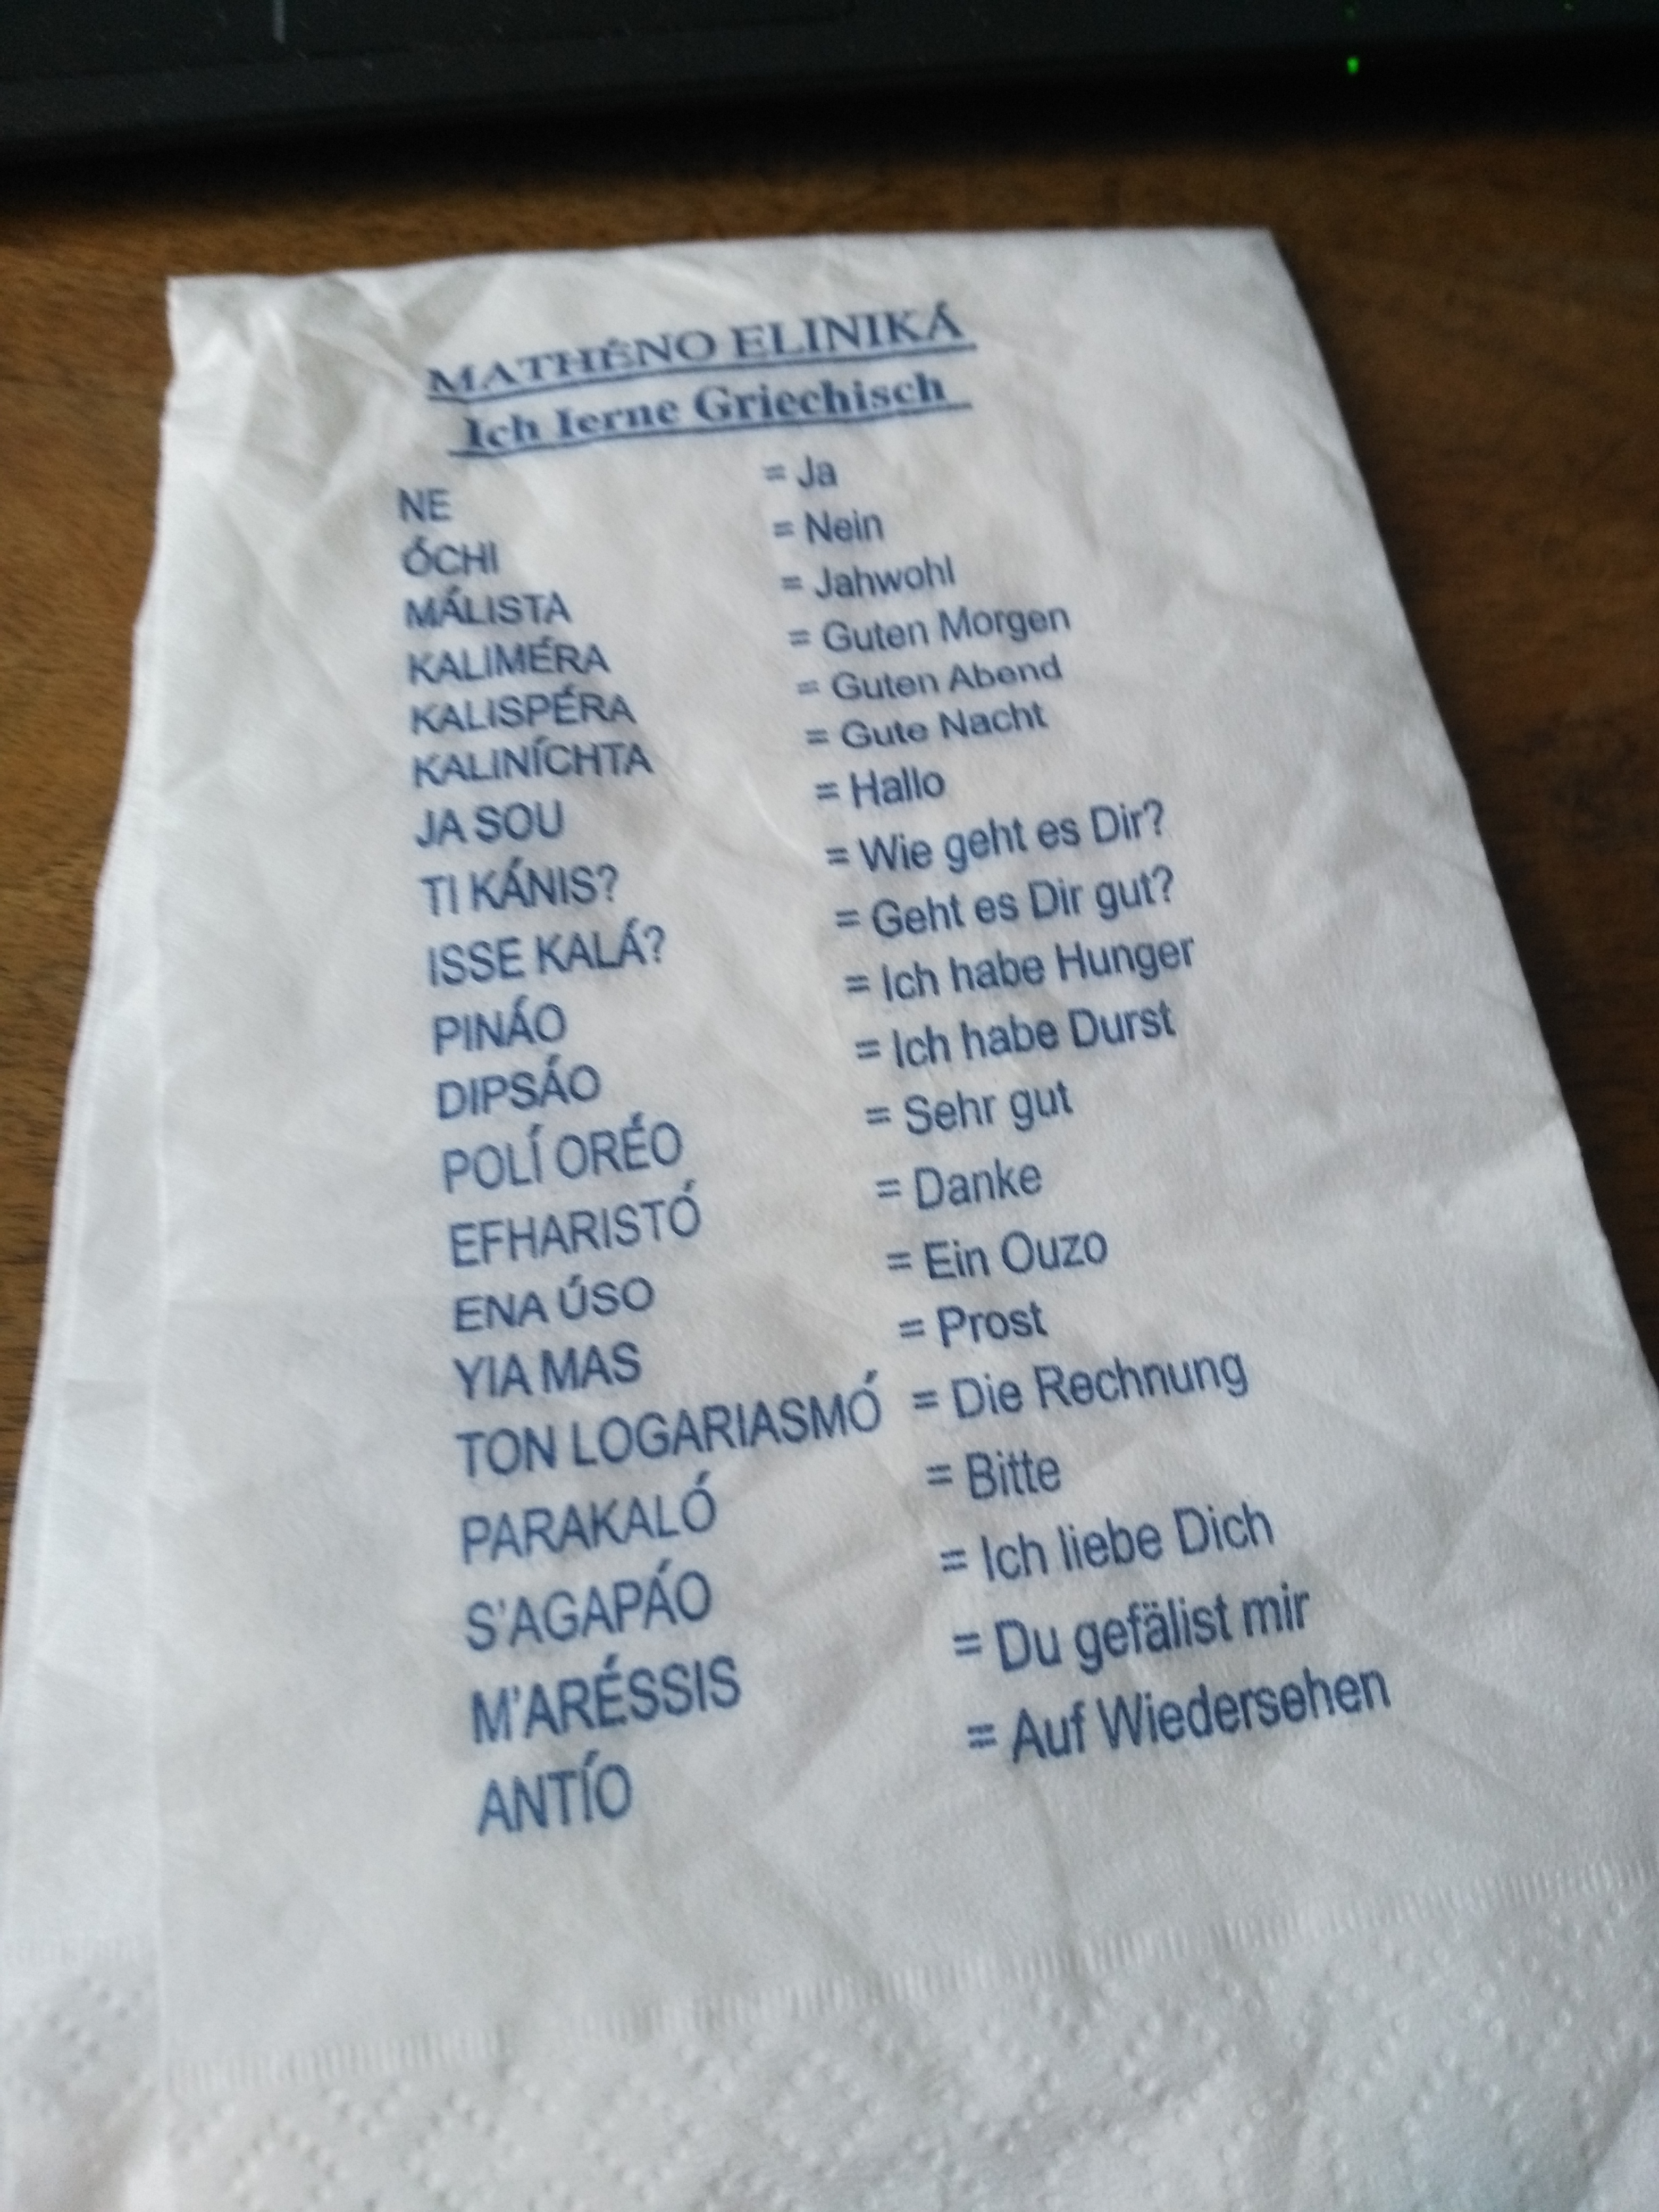 MATHÉNO ELINIKÁ
Ich Ierne Griechisch
NE = Ja
ÓCHI = Nein
MÁLISTA = Jahwohl
KALIMÉRA = Guten Morgen
KALISPÉRA = Guten Abend
KALINÍCHTA = Gute Nacht
JA SOU = Hallo
TI KÁNIS? = Wie geht es Dir?
ISSE KALÁ? = Geht es Dir gut?
PINÁO = Ich habe Hunger
DIPSÁO = Ich habe Durst
POLÍ ORÉO = Sehr gut
EFHARISTÓ = Danke
ENA ÚSO = Ein Ouzo
YIA MAS = Prost
TON LOGARIASMÓ = Die Rechnung
PARAKALÓ = Bitte
S'AGAPÁO = Ich liebe Dich
M'ARÉSSIS = Du gefälist mir
ANTÍO = Auf Wiedersehen